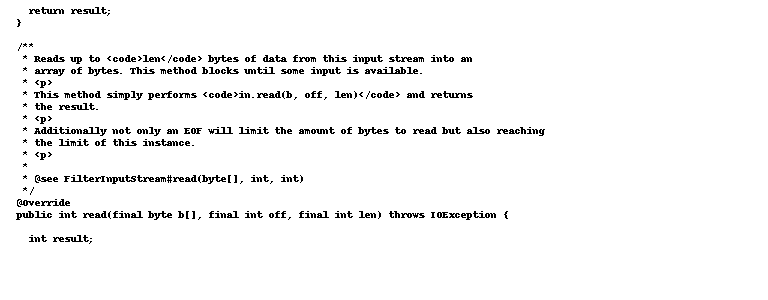 return result;
}
/**
* Reads up to <code>len</code> bytes of data from this input stream into an
* array of bytes. This method blocks until some input is available.
* <p>
* This method simply performs <code>in.read(b, off, len)</code> and returns
* the result.
* <p>
* Additionally not only an EOF will limit the amount of bytes to read but also reaching
* the limit of this instance.
* <p>
*
* @see FilterInputStream#read(byte[], int, int)
*/
@Override
public int read(final byte b[], final int off, final int len) throws IOException {
int result;